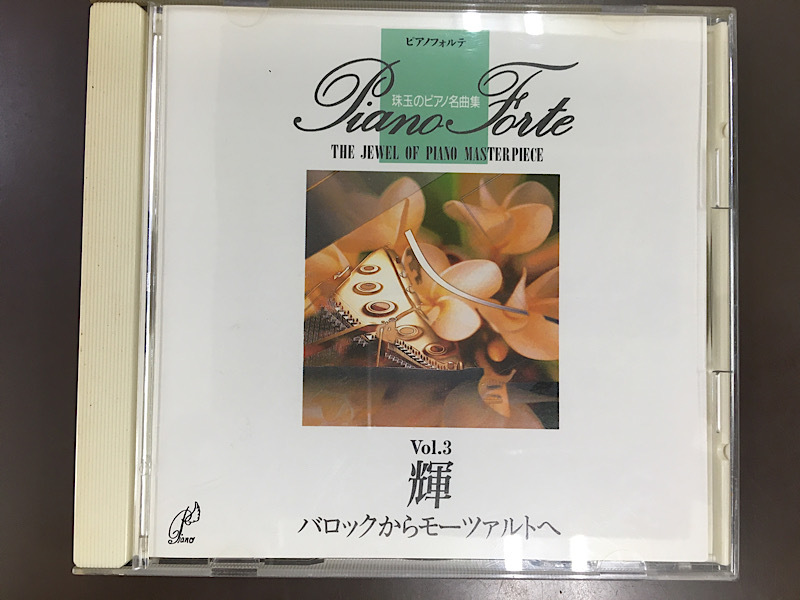 ピアノフォルテ
Piano Forte
珠玉のピアノ名曲集
THE JEWEL OF PIANO MASTERPIECE
Vol.3
輝
バロックからモーツァルトへ
Piano